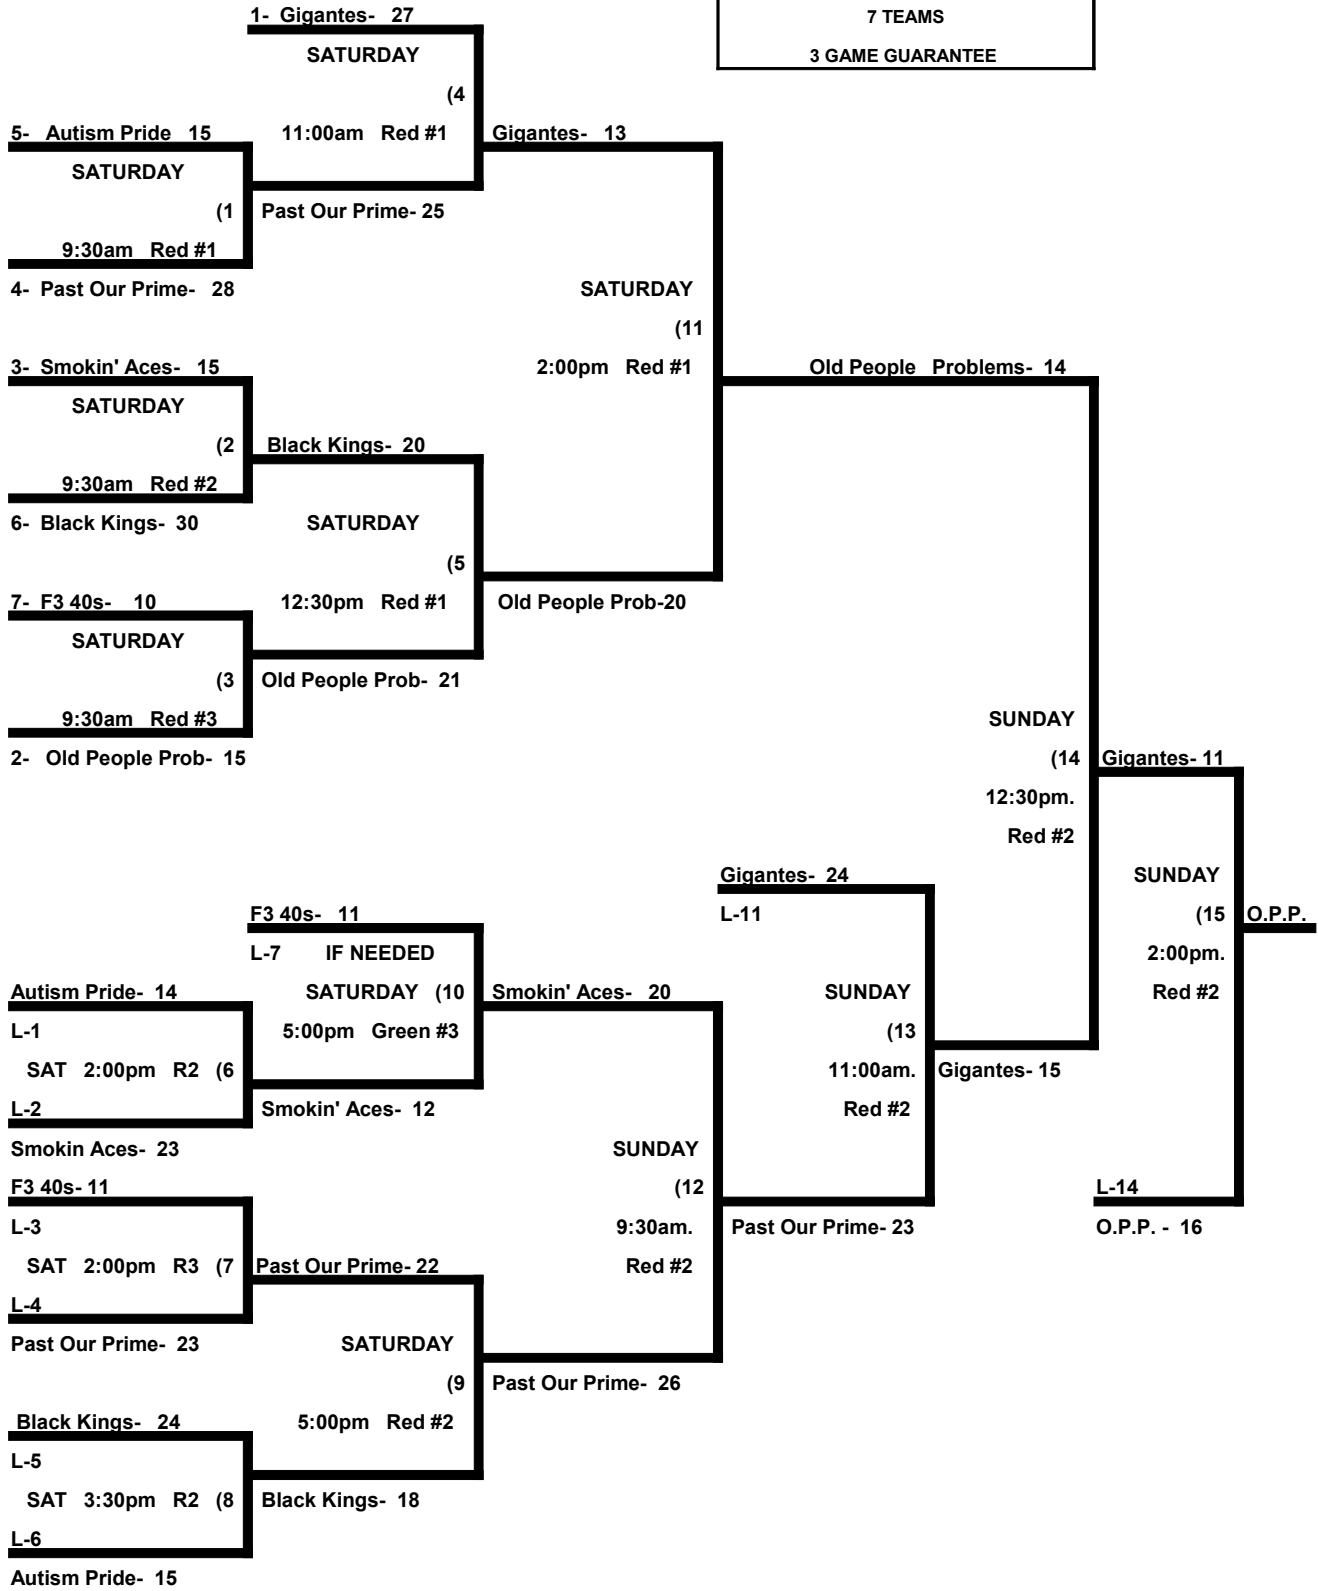 1- Gigantes- 27
7 TEAMS
SATURDAY
3 GAME GUARANTEE
(4
5- Autism Pride 15
11:00am Red #1
Gigantes- 13
SATURDAY
(1
Past Our Prime- 25
9:30am Red #1
4- Past Our Prime- 28
SATURDAY
(11
3- Smokin' Aces- 15
2:00pm Red #1
Old People Problems- 14
SATURDAY
(2
Black Kings- 20
9:30am Red #2
6- Black Kings- 30
SATURDAY
(5
7- F3 40s- 10
12:30pm Red #1
Old People Prob-20
SATURDAY
(3
Old People Prob- 21
9:30am Red #3
SUNDAY
2- Old People Prob- 15
(14
Gigantes- 11
12:30pm.
Red #2
Gigantes- 24
SUNDAY
F3 40s- 11
L-11
(15
O.P.P.
L-7 IF NEEDED
2:00pm.
Autism Pride- 14
SATURDAY (10
Smokin' Aces- 20
SUNDAY
Red #2
L-1
5:00pm Green #3
(13
SAT 2:00pm R2 (6
11:00am.
Gigantes- 15
L-2
Smokin' Aces- 12
Red #2
Smokin Aces- 23
SUNDAY
F3 40s- 11
(12
L-14
L-3
9:30am.
Past Our Prime- 23
O.P.P. - 16
SAT 2:00pm R3 (7
Past Our Prime- 22
Red #2
L-4
Past Our Prime- 23
SATURDAY
(9
Past Our Prime- 26
Black Kings- 24
5:00pm Red #2
L-5
SAT 3:30pm R2 (8
Black Kings- 18
L-6
Autism Pride- 15